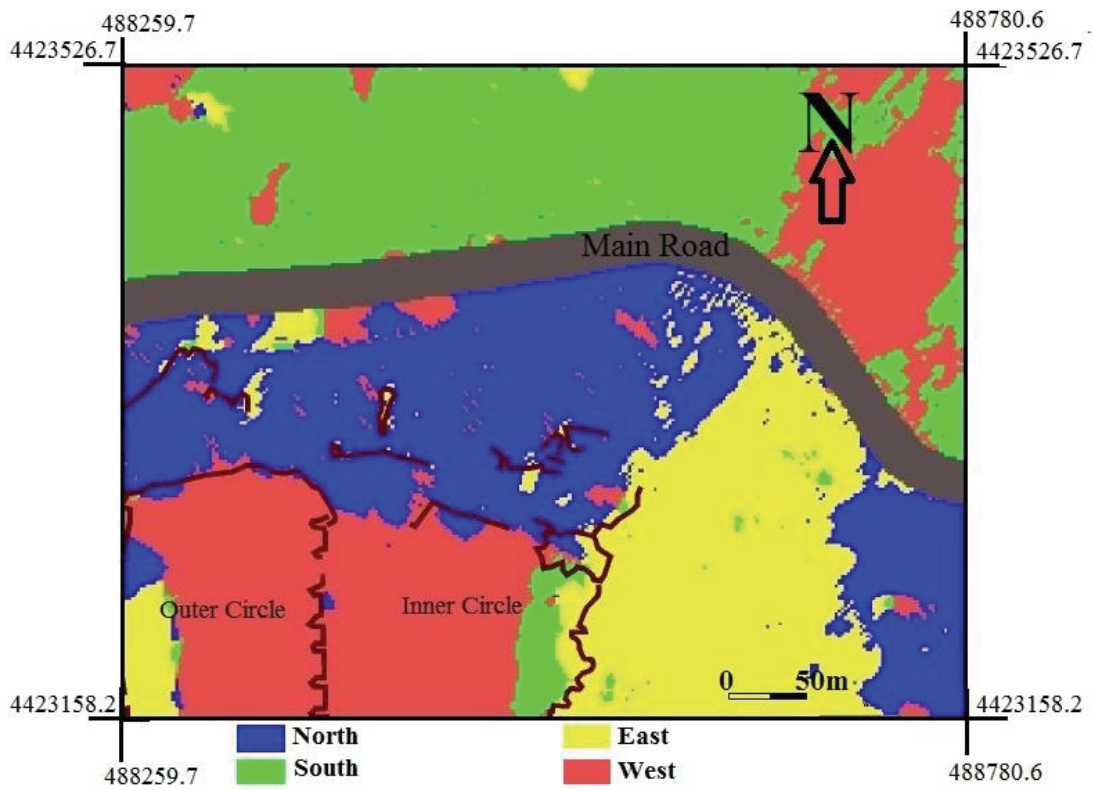 488259.7
488780.6
4423526.7
4423526.7
N
Main Road
Outer Circle
Inner Circle
0 50m
4423158.2
4423158.2
North
East
South
West
488259.7
488780.6